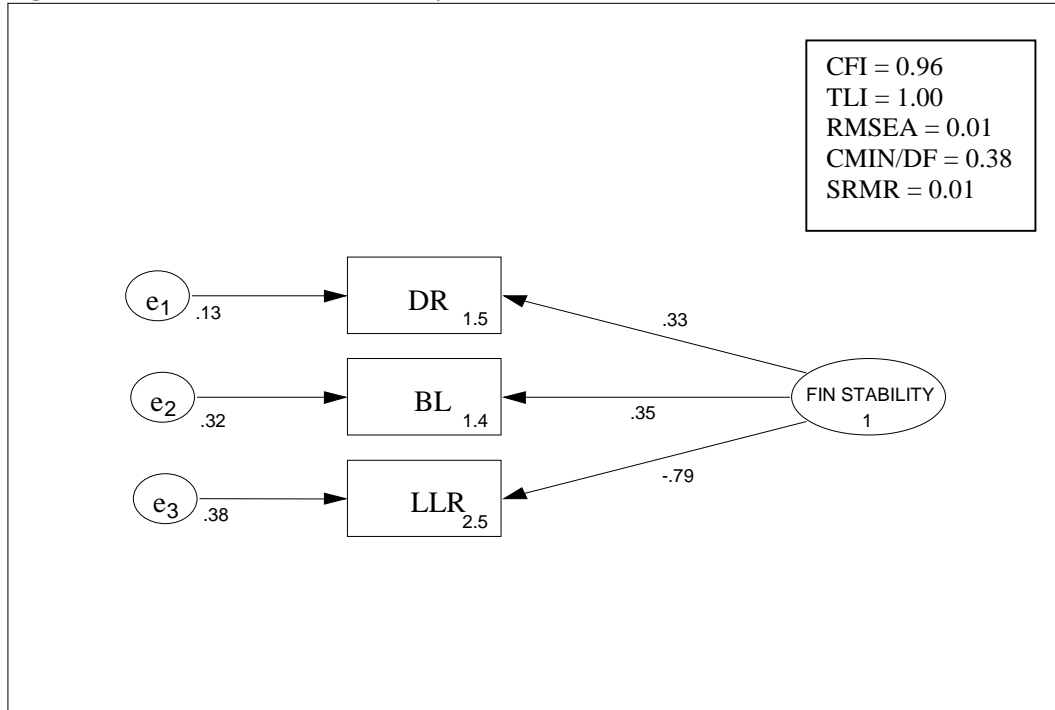 CFI = 0.96
TLI = 1.00
RMSEA = 0.01
CMIN/DF = 0.38
SRMR = 0.01
e1
.13
DR
1.5
.33
e2
.32
BL
1.4
.35
FIN STABILITY
1
e3
.38
LLR
2.5
-.79